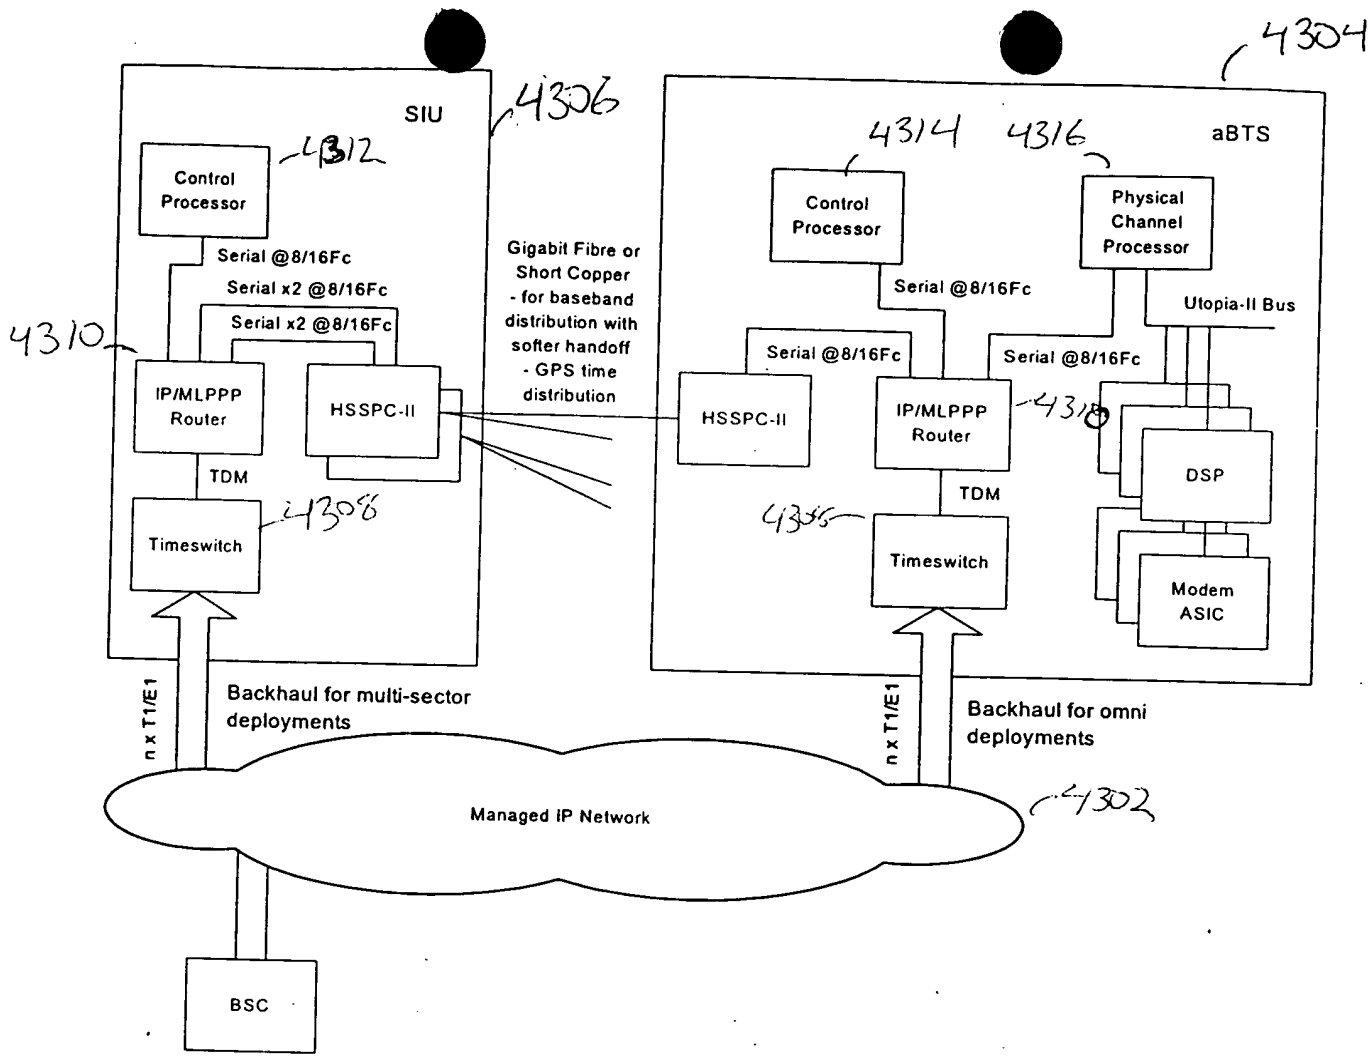 4304
SIU
4306
aBTS
4312
Control
Processor
4314
Control
Processor
4316
Physical
Channel
Processor
Serial @8/16Fc
Serial x2 @8/16Fc
Serial x2 @8/16Fc
Gigabit Fibre or
Short Copper
- for baseband
distribution with
softer handoff
- GPS time
distribution
Serial @8/16Fc
Utopia-II Bus
4310
Serial @8/16Fc
Serial @8/16Fc
IP/MLPPP
Router
HSSPC-II
HSSPC-II
IP/MLPPP
Router
4310
DSP
TDM
TDM
4308
Timeswitch
Timeswitch
Modem
ASIC
n x T1/E1
Backhaul for multi-sector
deployments
n x T1/E1
Backhaul for omni
deployments
Managed IP Network
4302
BSC